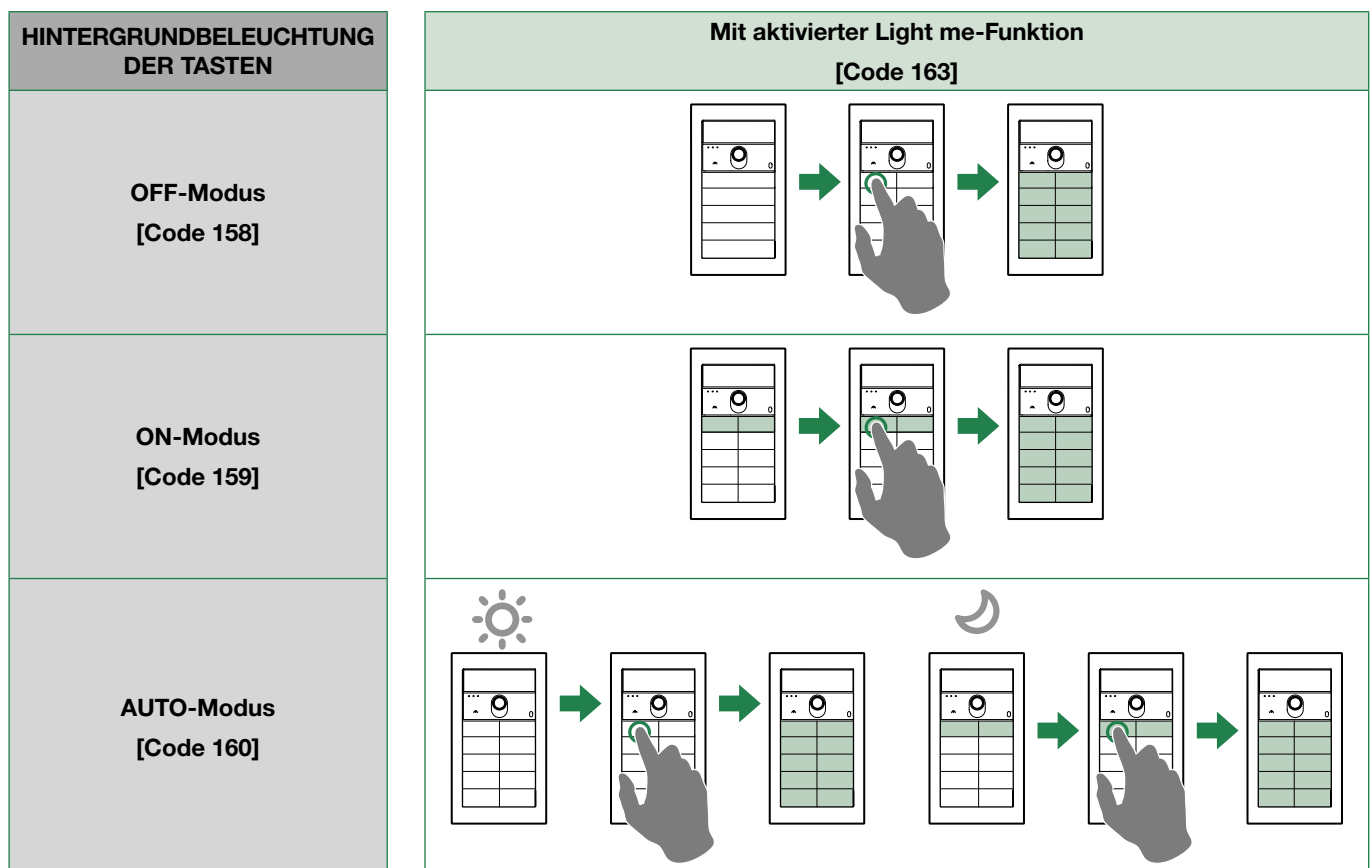 HINTERGRUNDBELEUCHTUNG
DER TASTEN
Mit aktivierter Light me-Funktion
[Code 163]
OFF-Modus
[Code 158]
ON-Modus
[Code 159]
AUTO-Modus
[Code 160]